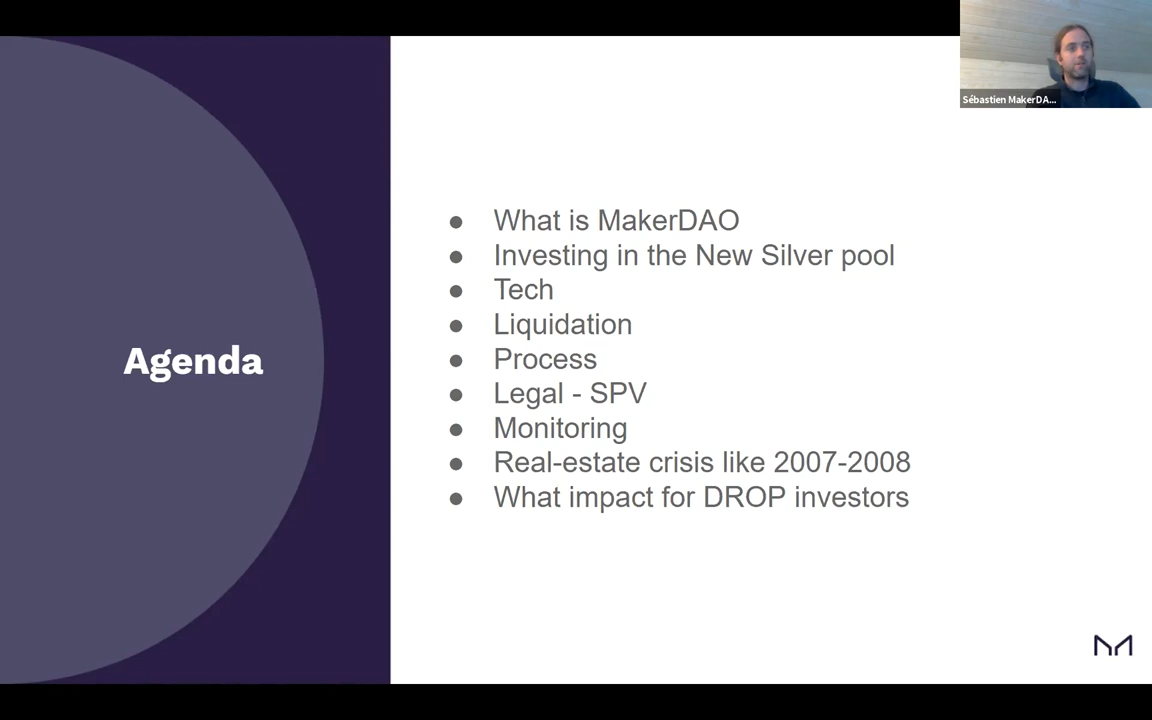 Sébastien MakerDA...
Agenda
● What is MakerDAO
● Investing in the New Silver pool
● Tech
● Liquidation
● Process
● Legal - SPV
● Monitoring
● Real-estate crisis like 2007-2008
● What impact for DROP investors